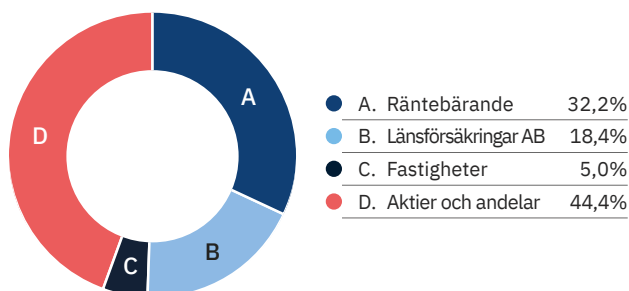 A
B
C
D
A. Räntebärande 32,2%
B. Länsförsäkringar AB 18,4%
C. Fastigheter 5,0%
D. Aktier och andelar 44,4%